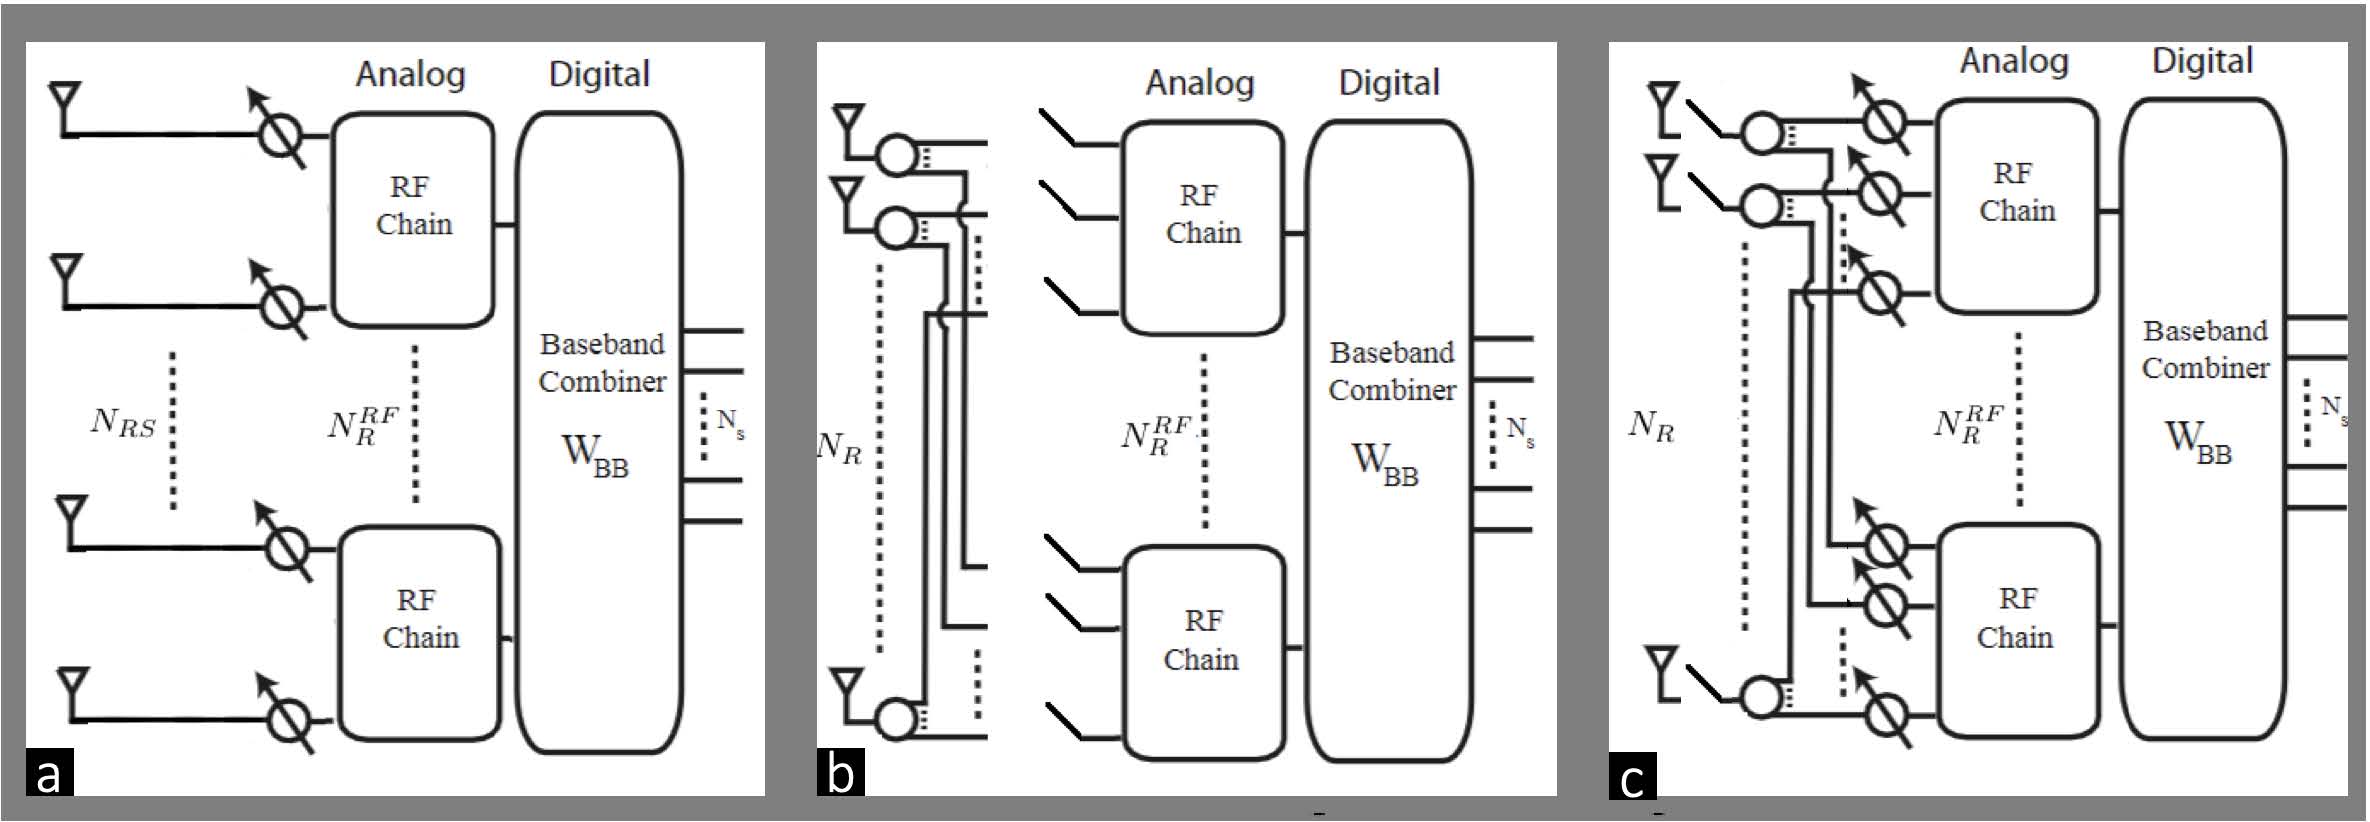 Analog Digital
RF
Chain
Baseband
Combiner
N_{RS}
N_R^{RF}
N_s
W_{BB}
RF
Chain
a
Analog Digital
RF
Chain
Baseband
Combiner
N_R
N_R^{RF}
N_s
W_{BB}
RF
Chain
b
Analog Digital
RF
Chain
Baseband
Combiner
N_R
N_R^{RF}
N_s
W_{BB}
RF
Chain
c